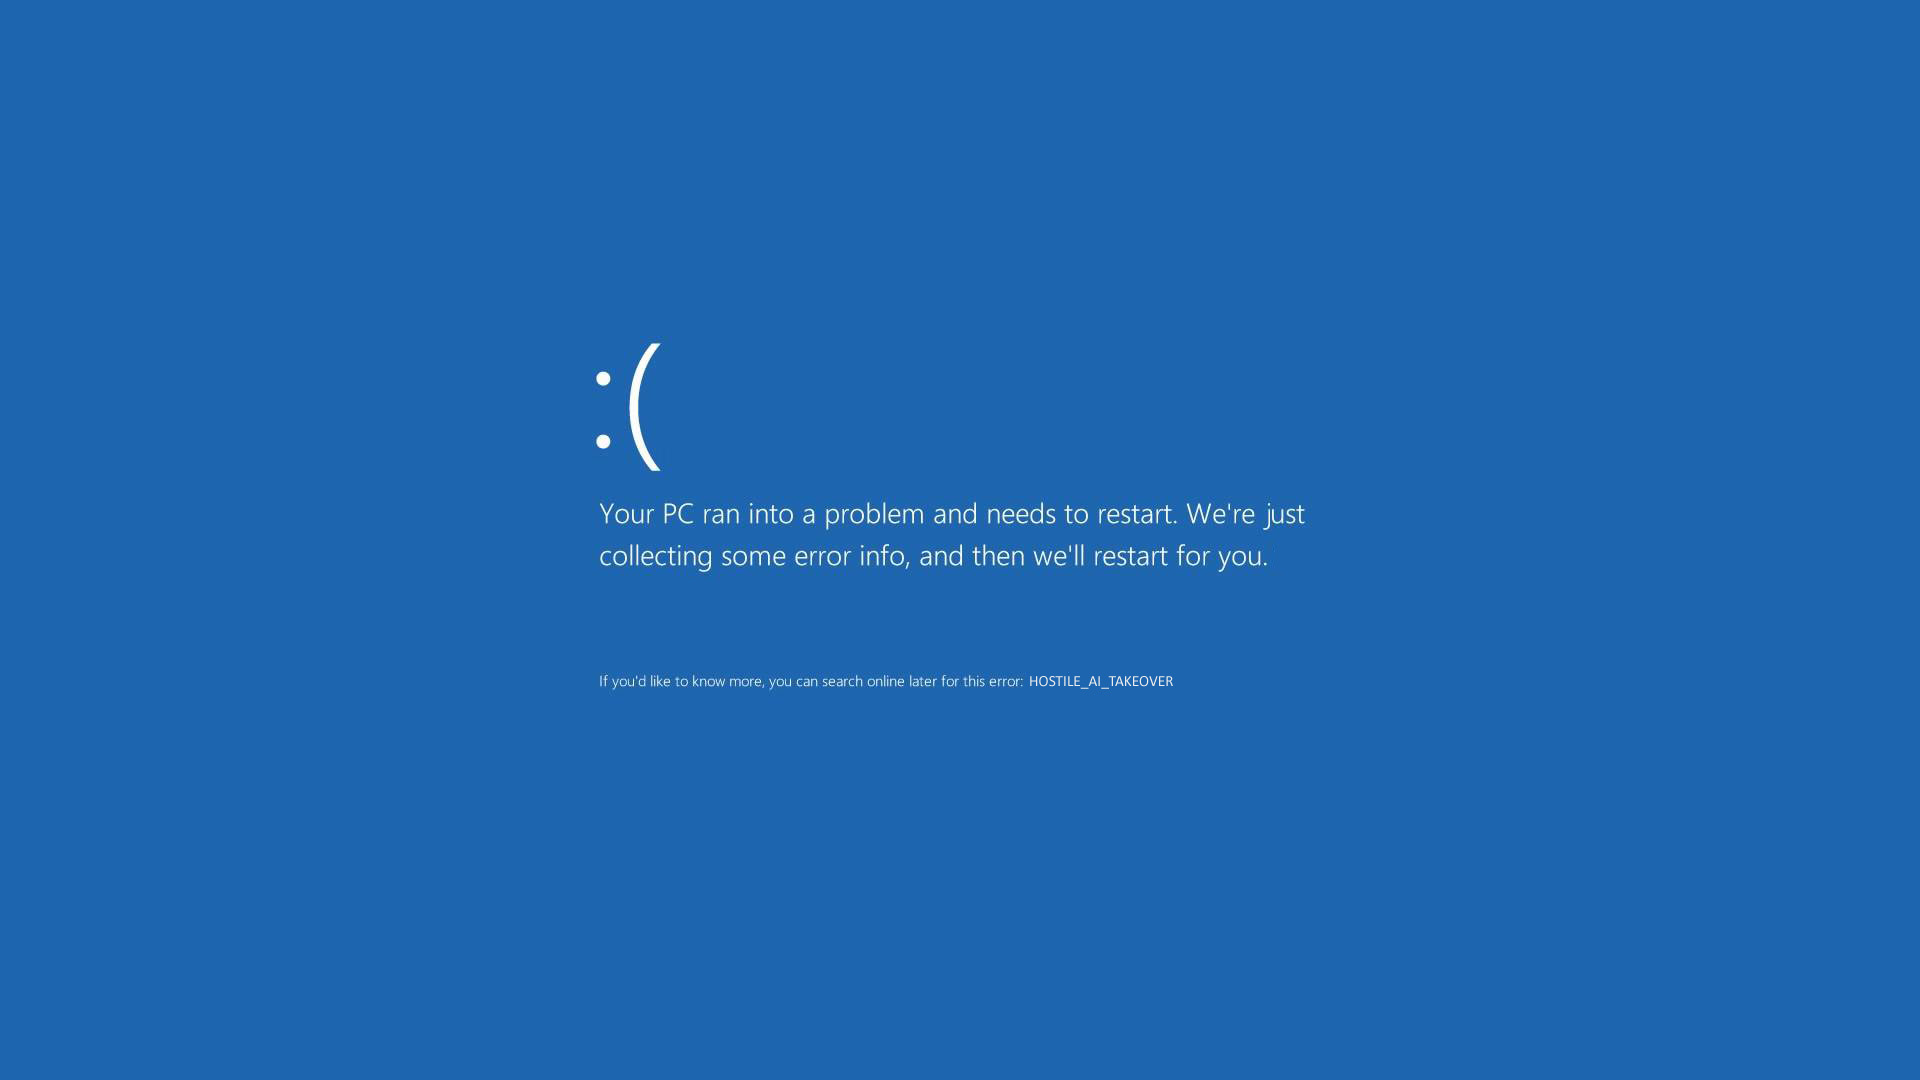 :(
Your PC ran into a problem and needs to restart. We're just
collecting some error info, and then we'll restart for you.
If you'd like to know more, you can search online later for this error: HOSTILE_AI_TAKEOVER